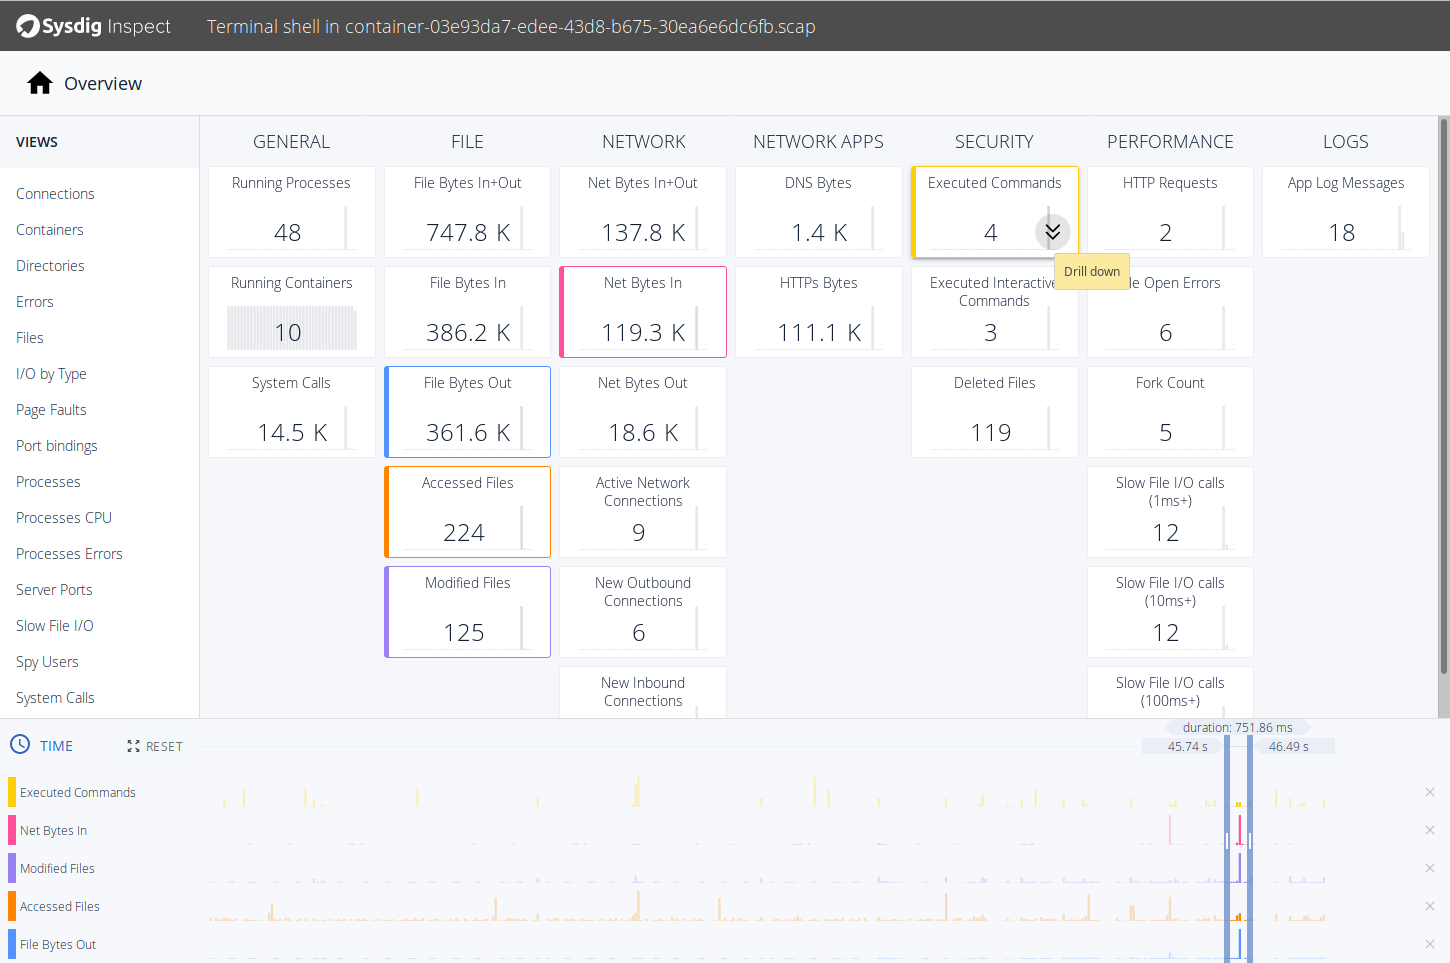 Sysdig Inspect
Terminal shell in container-03e93da7-edee-43d8-b675-30ea6e6dc6fb.scap
Overview
VIEWS
Connections
Containers
Directories
Errors
Files
I/O by Type
Page Faults
Port bindings
Processes
Processes CPU
Processes Errors
Server Ports
Slow File I/O
Spy Users
System Calls
GENERAL
Running Processes
48
Running Containers
10
System Calls
14.5 K
FILE
File Bytes In+Out
747.8 K
File Bytes In
386.2 K
File Bytes Out
361.6 K
Accessed Files
224
Modified Files
125
NETWORK
Net Bytes In+Out
137.8 K
Net Bytes In
119.3 K
Net Bytes Out
18.6 K
Active Network
Connections
9
New Outbound
Connections
6
New Inbound
Connections
NETWORK APPS
DNS Bytes
1.4 K
HTTPs Bytes
111.1 K
SECURITY
Executed Commands
4
Drill down
Executed Interactive
Commands
3
Deleted Files
119
PERFORMANCE
HTTP Requests
2
le Open Errors
6
Fork Count
5
Slow File I/O calls
(1ms+)
12
Slow File I/O calls
(10ms+)
12
Slow File I/O calls
(100ms+)
LOGS
App Log Messages
18
TIME
RESET
duration: 751.86 ms
45.74 s
46.49 s
Executed Commands
Net Bytes In
Modified Files
Accessed Files
File Bytes Out